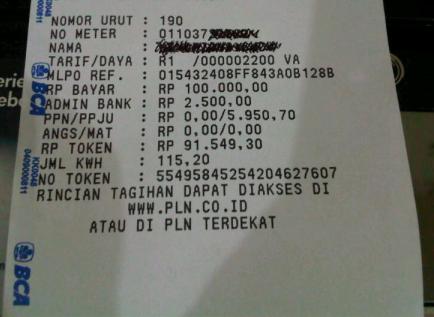 NOMOR URUT : 190
NO METER : 011037
NAMA :
TARIF/DAYA : R1 /000002200 VA
MLPO REF. : 015432408FF843A0B128B
RP BAYAR : RP 100.000,00
ADMIN BANK : RP 2.500,00
PPN/PPJU : RP 0,00/5.950,70
ANGS/MAT : RP 0,00/0,00
RP TOKEN : RP 91.549,30
JML KWH : 115,20
NO TOKEN : 55495845254204627607
RINCIAN TAGIHAN DAPAT DIAKSES DI
WWW.PLN.CO.ID
ATAU DI PLN TERDEKAT
BCA
BCA